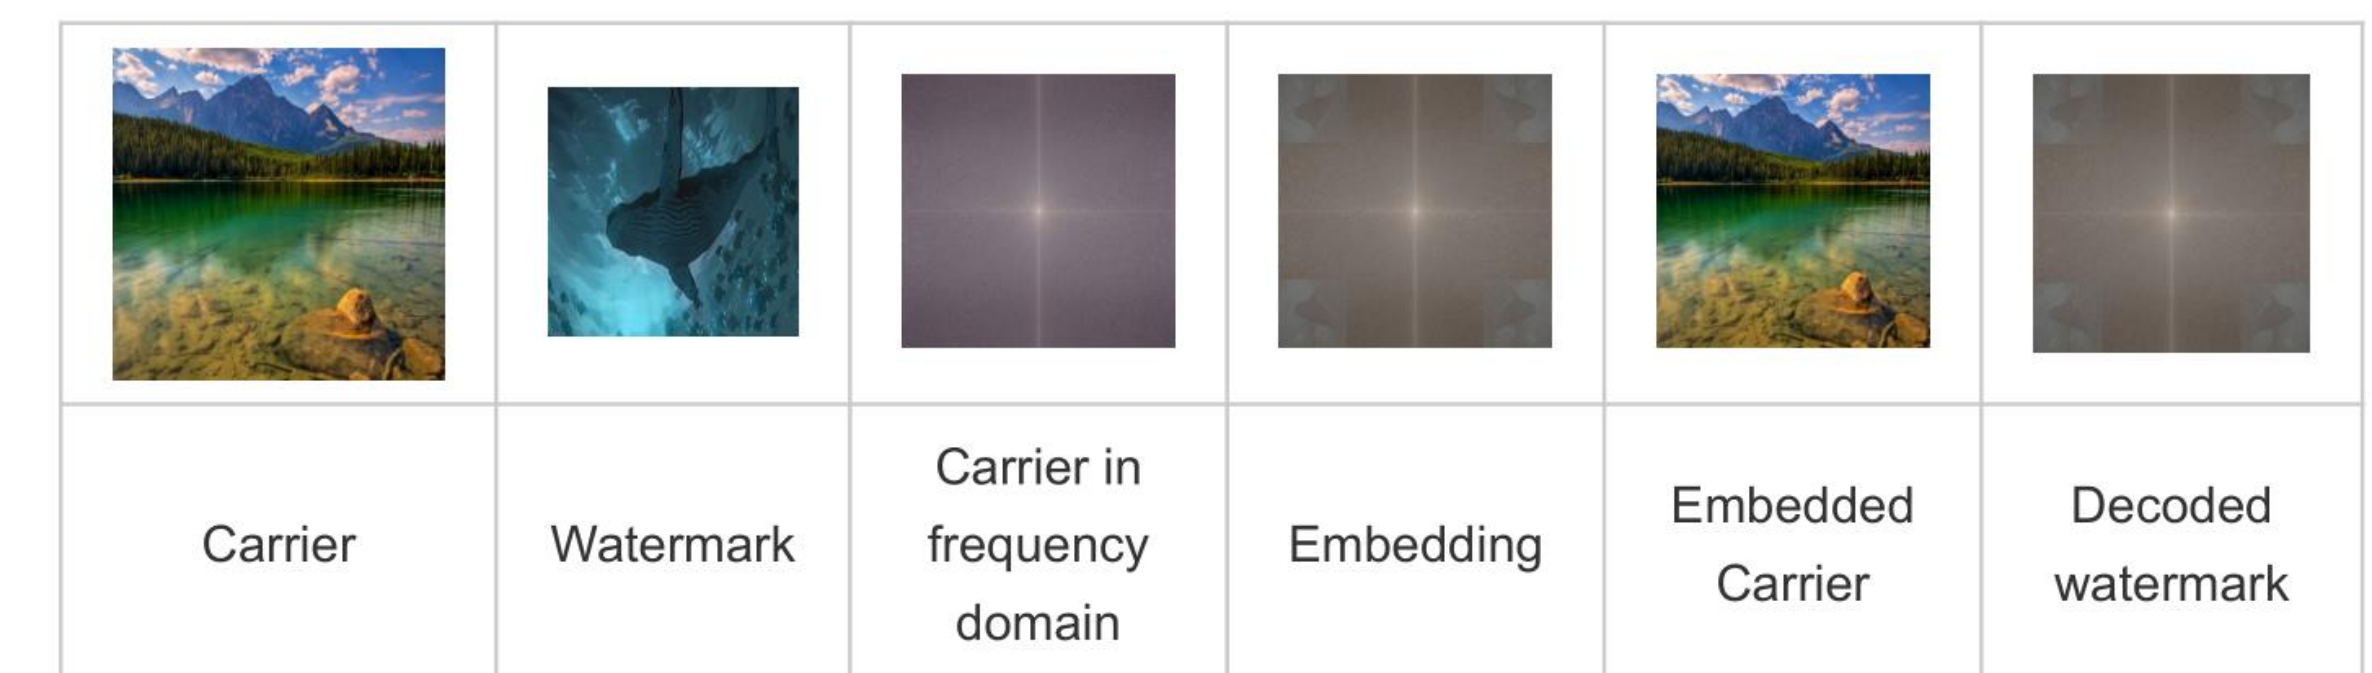 Carrier
Watermark
Carrier in
frequency
domain
Embedding
Embedded
Carrier
Decoded
watermark